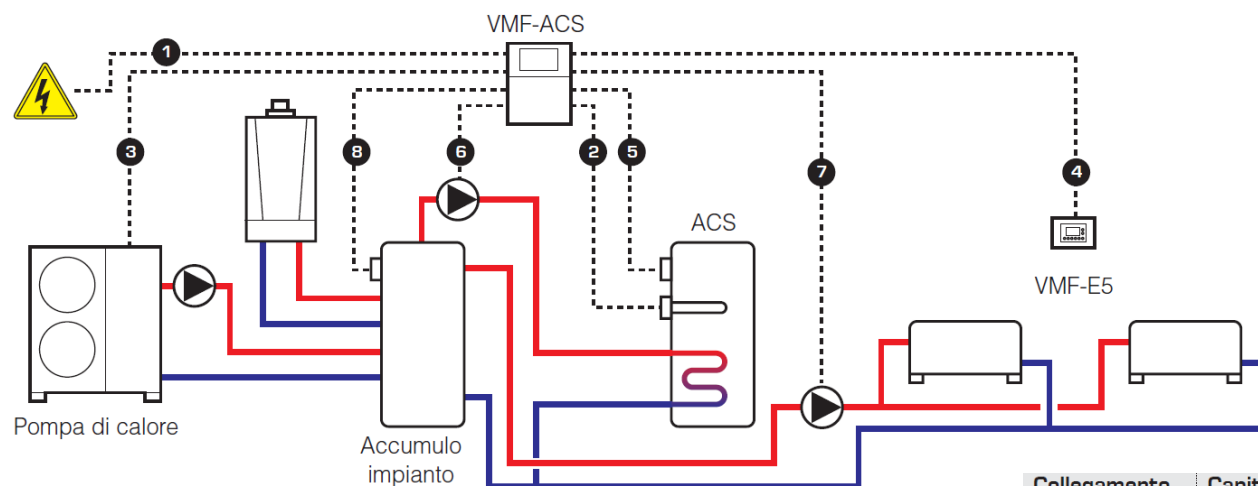 VMF-ACS
1
3
8
6
2
5
7
4
ACS
VMF-E5
Pompa di calore
Accumulo
impianto